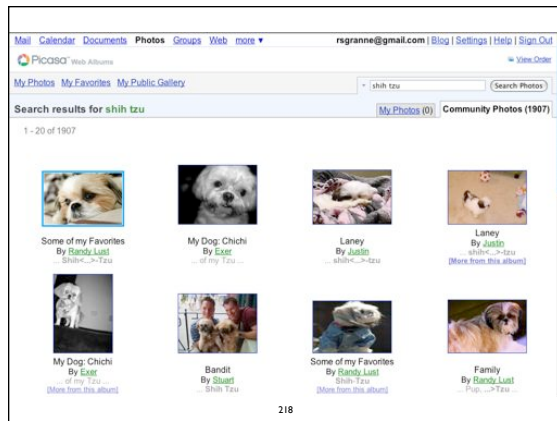 Mail Calendar Documents Photos Groups Web more ▼ rsgranne@gmail.com | Blog | Settings | Help | Sign Out
Picasa™ Web Albums View Order
My Photos My Favorites My Public Gallery shih tzu Search Photos
Search results for shih tzu My Photos (0) Community Photos (1907)
1 - 20 of 1907
Some of my Favorites My Dog: Chichi Laney Laney
By Randy Lust By Exer By Justin By Justin
... Shih<...>-Tzu ... of my Tzu ... ... shih<...>-tzu ... shih<...>-tzu
[More from this album]
My Dog: Chichi Bandit Some of my Favorites Family
By Exer By Stuart By Randy Lust By Randy Lust
... of my Tzu ... ... Shih Tzu Shih-Tzu ... Pup, ...>Tzu ...
[More from this album]
218